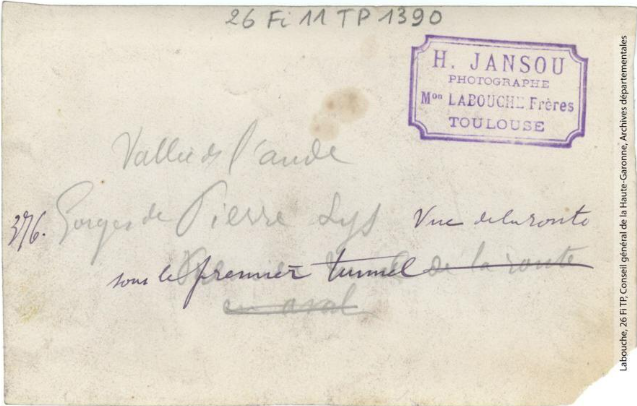 26 Fi 11 TP 1390
H. JANSOU
PHOTOGRAPHE
Mon LABOUCHE Frères
TOULOUSE
Vallée de l'aude
376. Gorges de Pierre Lys Vue de la route
sous le premier tunnel de la route
en aval
Labouche, 26 Fi TP, Conseil général de la Haute-Garonne, Archives départementales